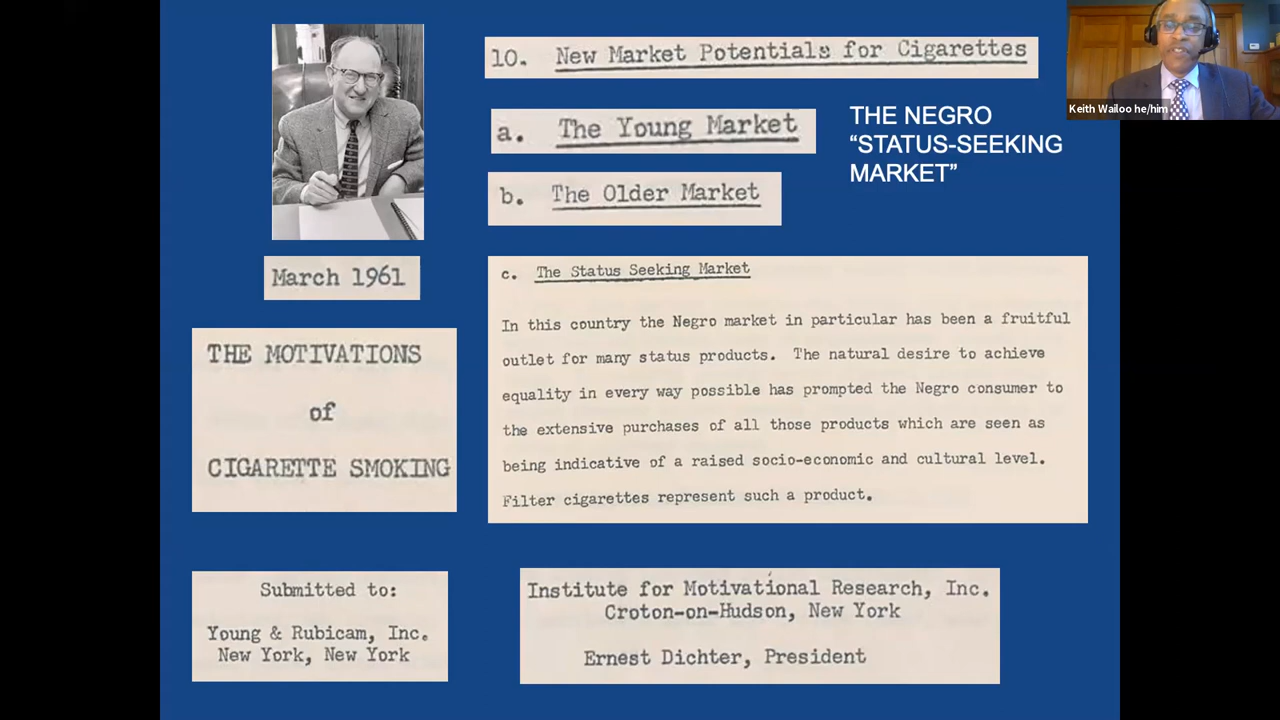 10. New Market Potentials for Cigarettes
a. The Young Market
b. The Older Market
THE NEGRO
“STATUS-SEEKING
MARKET”
Keith Wailoo he/him
March 1961
THE MOTIVATIONS
of
CIGARETTE SMOKING
c. The Status Seeking Market
In this country the Negro market in particular has been a fruitful
outlet for many status products. The natural desire to achieve
equality in every way possible has prompted the Negro consumer to
the extensive purchases of all those products which are seen as
being indicative of a raised socio-economic and cultural level.
Filter cigarettes represent such a product.
Submitted to:
Young & Rubicam, Inc.
New York, New York
Institute for Motivational Research, Inc.
Croton-on-Hudson, New York
Ernest Dichter, President